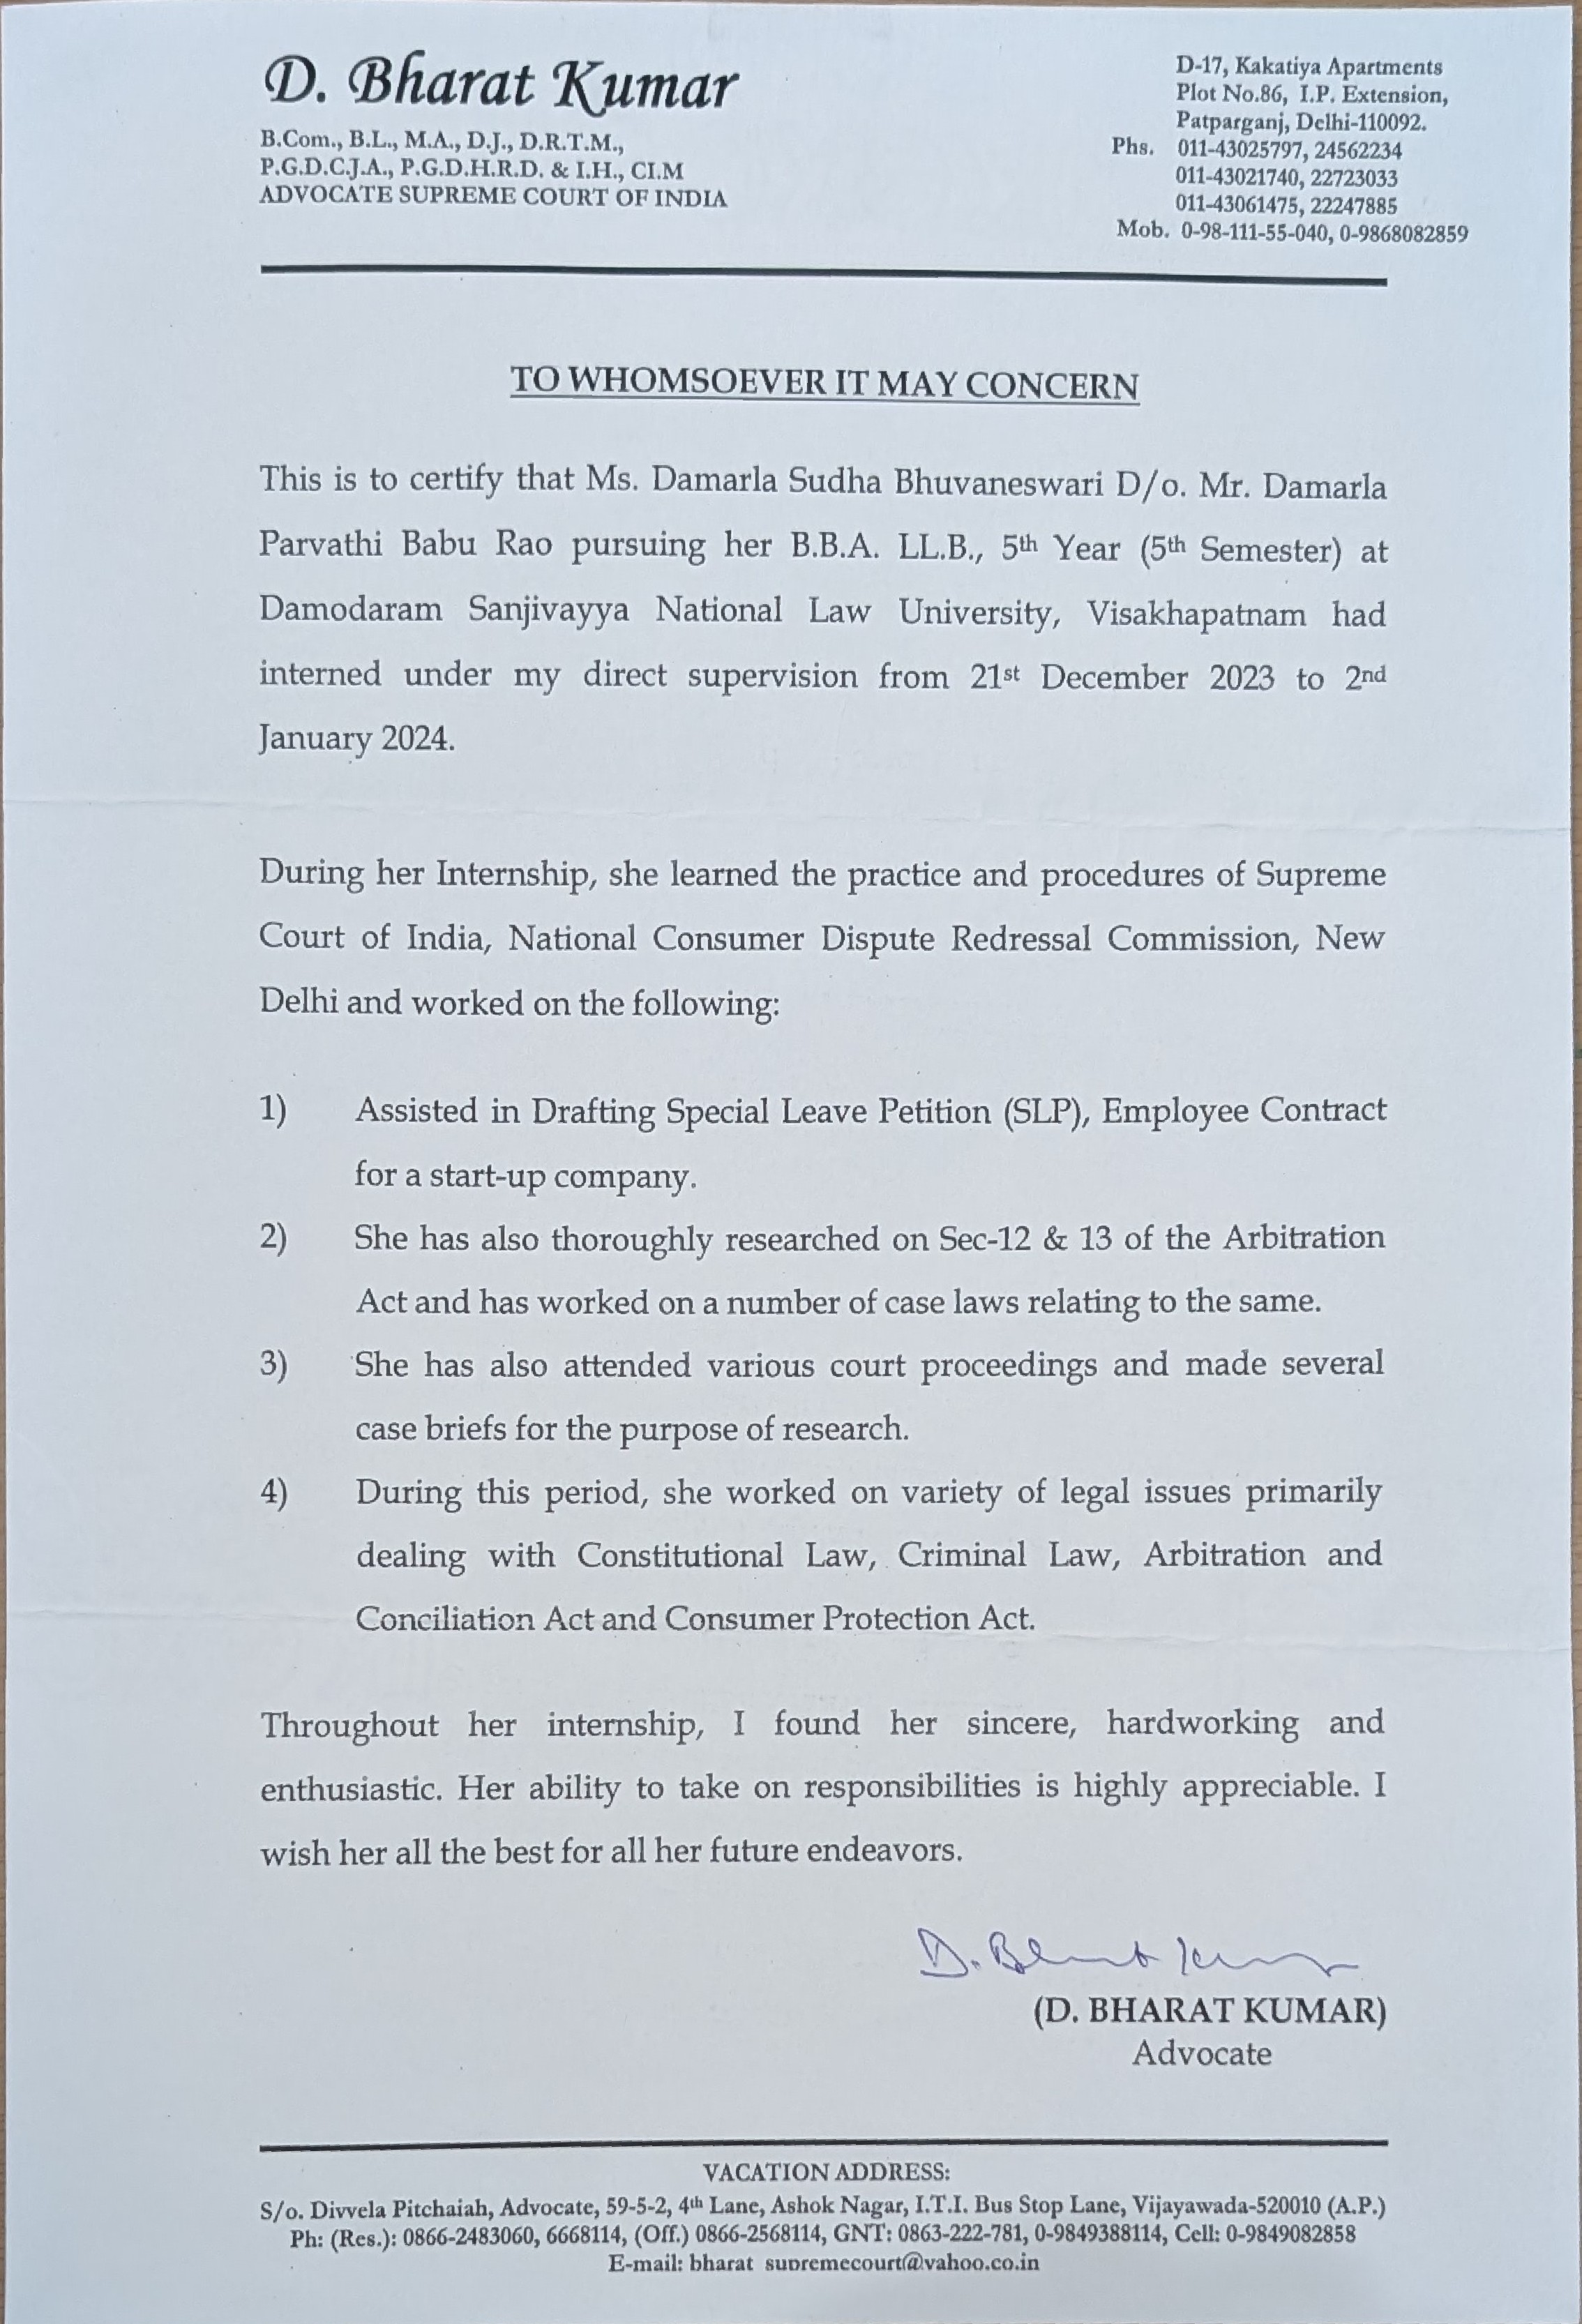 D. Bharat Kumar
B.Com., B.L., M.A., D.J., D.R.T.M.,
P.G.D.C.J.A., P.G.D.H.R.D. & I.H., CI.M
ADVOCATE SUPREME COURT OF INDIA
D-17, Kakatiya Apartments
Plot No.86, I.P. Extension,
Patparganj, Delhi-110092.
Phs. 011-43025797, 24562234
011-43021740, 22723033
011-43061475, 22247885
Mob. 0-98-111-55-040, 0-9868082859
TO WHOMSOEVER IT MAY CONCERN
This is to certify that Ms. Damarla Sudha Bhuvaneswari D/o. Mr. Damarla
Parvathi Babu Rao pursuing her B.B.A. LL.B., 5th Year (5th Semester) at
Damodaram Sanjivayya National Law University, Visakhapatnam had
interned under my direct supervision from 21st December 2023 to 2nd
January 2024.
During her Internship, she learned the practice and procedures of Supreme
Court of India, National Consumer Dispute Redressal Commission, New
Delhi and worked on the following:
1) Assisted in Drafting Special Leave Petition (SLP), Employee Contract
for a start-up company.
2) She has also thoroughly researched on Sec-12 & 13 of the Arbitration
Act and has worked on a number of case laws relating to the same.
3) She has also attended various court proceedings and made several
case briefs for the purpose of research.
4) During this period, she worked on variety of legal issues primarily
dealing with Constitutional Law, Criminal Law, Arbitration and
Conciliation Act and Consumer Protection Act.
Throughout her internship, I found her sincere, hardworking and
enthusiastic. Her ability to take on responsibilities is highly appreciable. I
wish her all the best for all her future endeavors.
D. Bharat Kumar
(D. BHARAT KUMAR)
Advocate
VACATION ADDRESS:
S/o. Divvela Pitchaiah, Advocate, 59-5-2, 4th Lane, Ashok Nagar, I.T.I. Bus Stop Lane, Vijayawada-520010 (A.P.)
Ph: (Res.): 0866-2483060, 6668114, (Off.) 0866-2568114, GNT: 0863-222-781, 0-9849388114, Cell: 0-9849082858
E-mail: bharat_supremecourt@yahoo.co.in